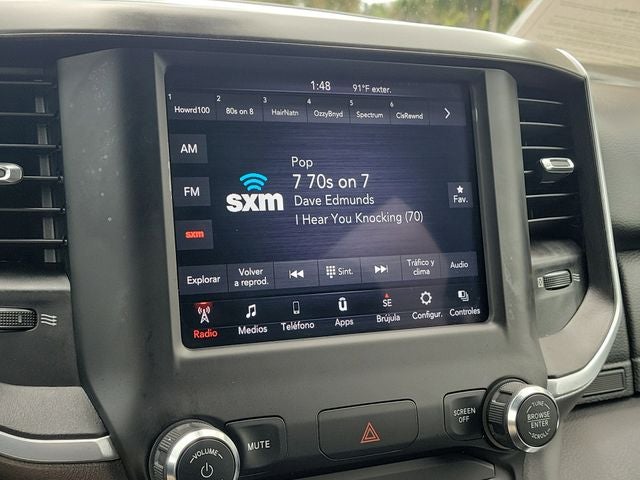 1:48 91°F exter.
1 Howrd100 2 80s on 8 3 HairNatn 4 OzzyBnyd 5 Spectrum 6 ClsRewnd
AM
FM
sxm
sxm
Pop
7 70s on 7
Dave Edmunds
I Hear You Knocking (70)
Fav.
Explorar Volver a reprod. Sint. Tráfico y clima Audio
Radio Medios Teléfono Apps SE Brújula Configur. Controles
VOLUME
MUTE
SCREEN OFF
TUNE
BROWSE
ENTER
SCROLL